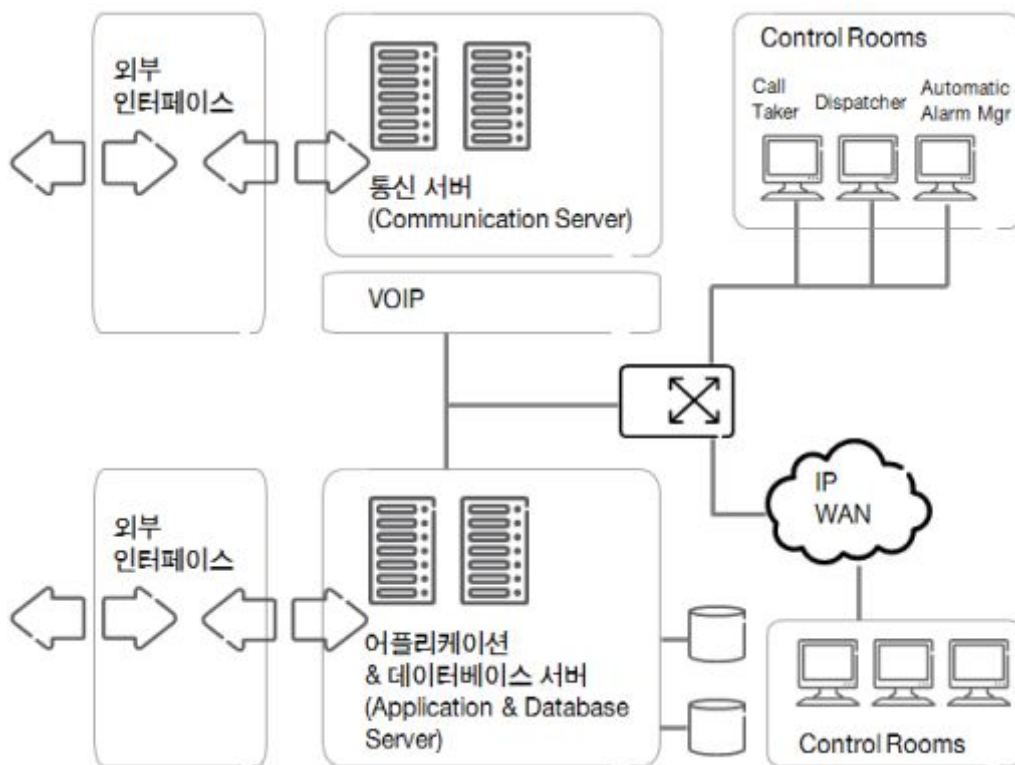 외부
인터페이스
통신 서버
(Communication Server)
VOIP
Control Rooms
Call
Taker
Dispatcher
Automatic
Alarm Mgr
IP
WAN
외부
인터페이스
어플리케이션
& 데이터베이스 서버
(Application & Database
Server)
Control Rooms